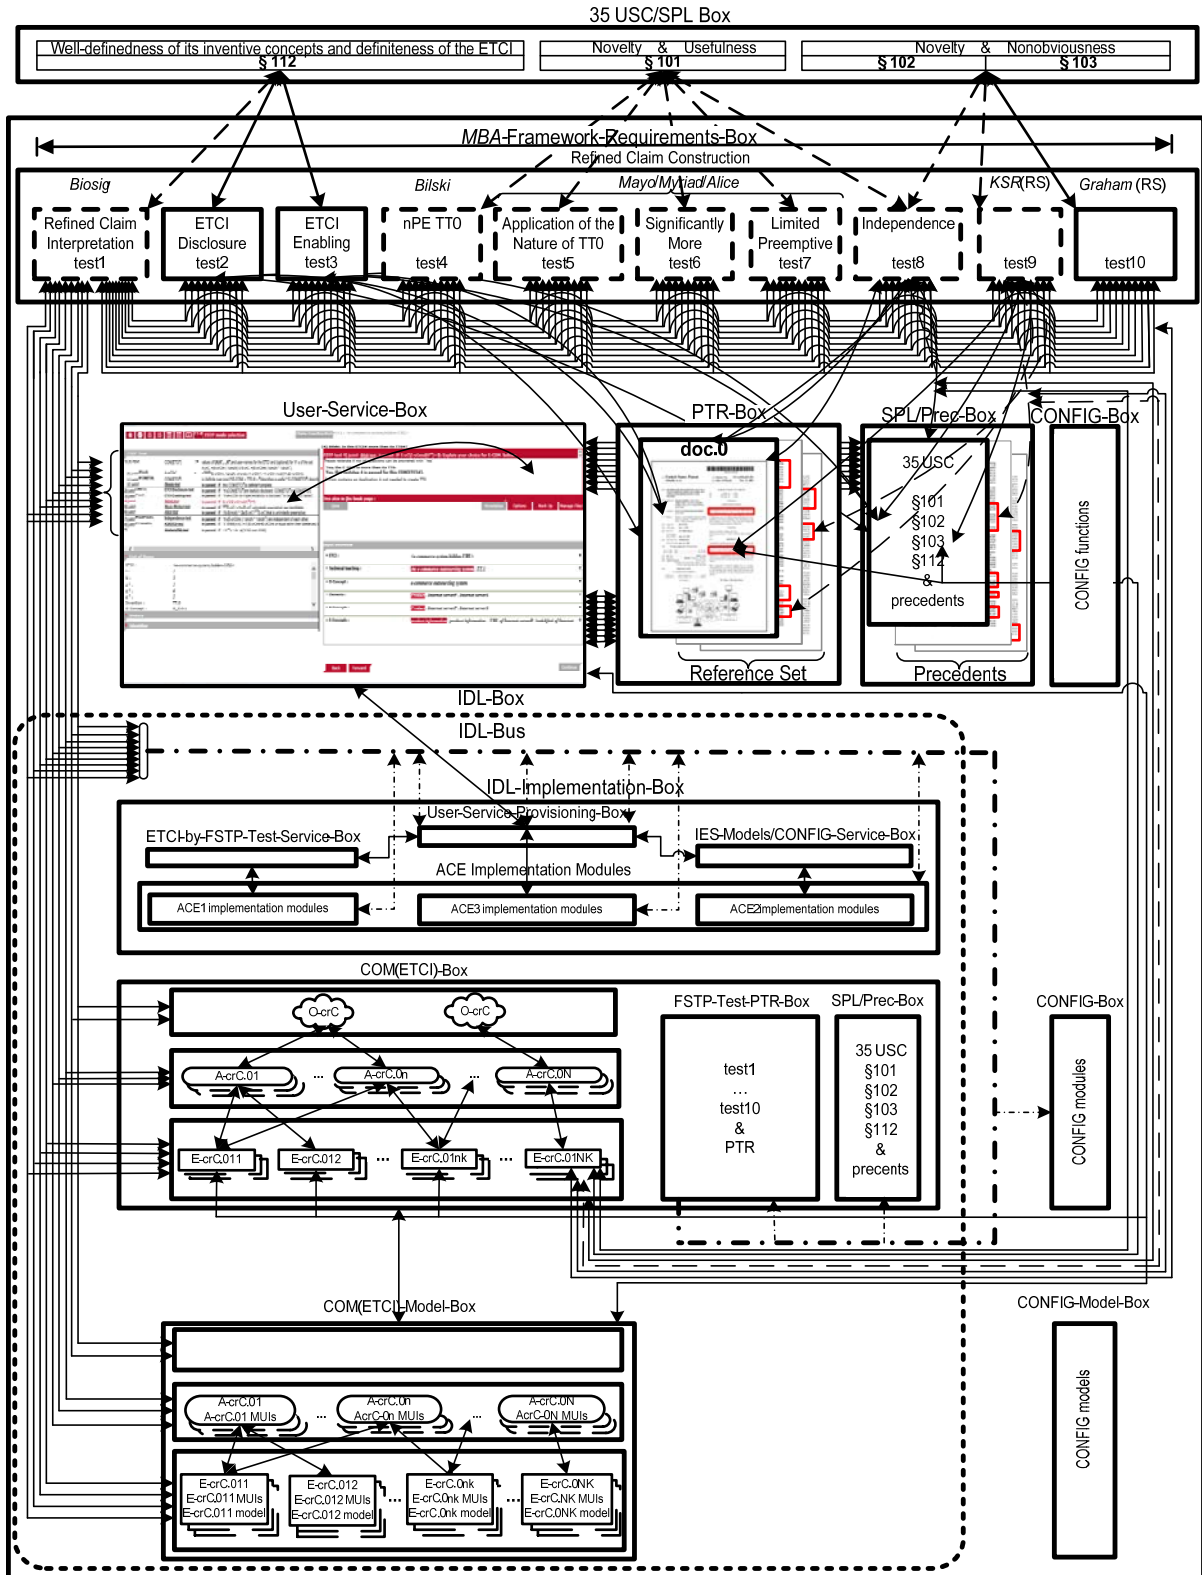 35 USC/SPL Box
Well-definedness of its inventive concepts and definiteness of the ETCI
§ 112
Novelty & Usefulness
§ 101
Novelty & Nonobviousness
§ 102 § 103
MBA-Framework-Requirements-Box
Refined Claim Construction
Biosig
Bilski
Mayo/Myriad/Alice
KSR(RS)
Graham (RS)
Refined Claim
Interpretation
test1
ETCI
Disclosure
test2
ETCI
Enabling
test3
nPE TT0
test4
Application of the
Nature of TT0
test5
Significantly
More
test6
Limited
Preemptive
test7
Independence
test8
test9
test10
User-Service-Box
PTR-Box
SPL/Prec-Box
CONFIG-Box
doc.0
35 USC
§101
§102
§103
§112
&
precedents
CONFIG functions
Reference Set
Precedents
IDL-Box
IDL-Bus
IDL-Implementation-Box
User-Service-Provisioning-Box
ETCI-by-FSTP-Test-Service-Box
IES-Models/CONFIG-Service-Box
ACE Implementation Modules
ACE1 implementation modules
ACE3 implementation modules
ACE2implementation modules
COM(ETCI)-Box
O-crC
O-crC
A-crC.01
...
A-crC.0n
...
A-crC.0N
E-crC.011
E-crC.012
...
E-crC.01nk
...
E-crC.01NK
FSTP-Test-PTR-Box
test1
...
test10
&
PTR
SPL/Prec-Box
35 USC
§101
§102
§103
§112
&
precents
CONFIG-Box
CONFIG modules
COM(ETCI)-Model-Box
A-crC.01
A-crC.01 MUIs
...
A-crC.0n
AcrC-0n MUIs
...
A-crC.0N
AcrC-0N MUIs
E-crC.011
E-crC.011 MUIs
E-crC.011 model
E-crC.012
E-crC.012 MUIs
E-crC.012 model
...
E-crC.0nk
E-crC.0nk MUIs
E-crC.0nk model
...
E-crC.0NK
E-crC.NK MUIs
E-crC.0NK model
CONFIG-Model-Box
CONFIG models